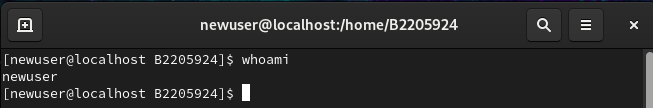 newuser@localhost:/home/B2205924
[newuser@localhost B2205924]$ whoami
newuser
[newuser@localhost B2205924]$